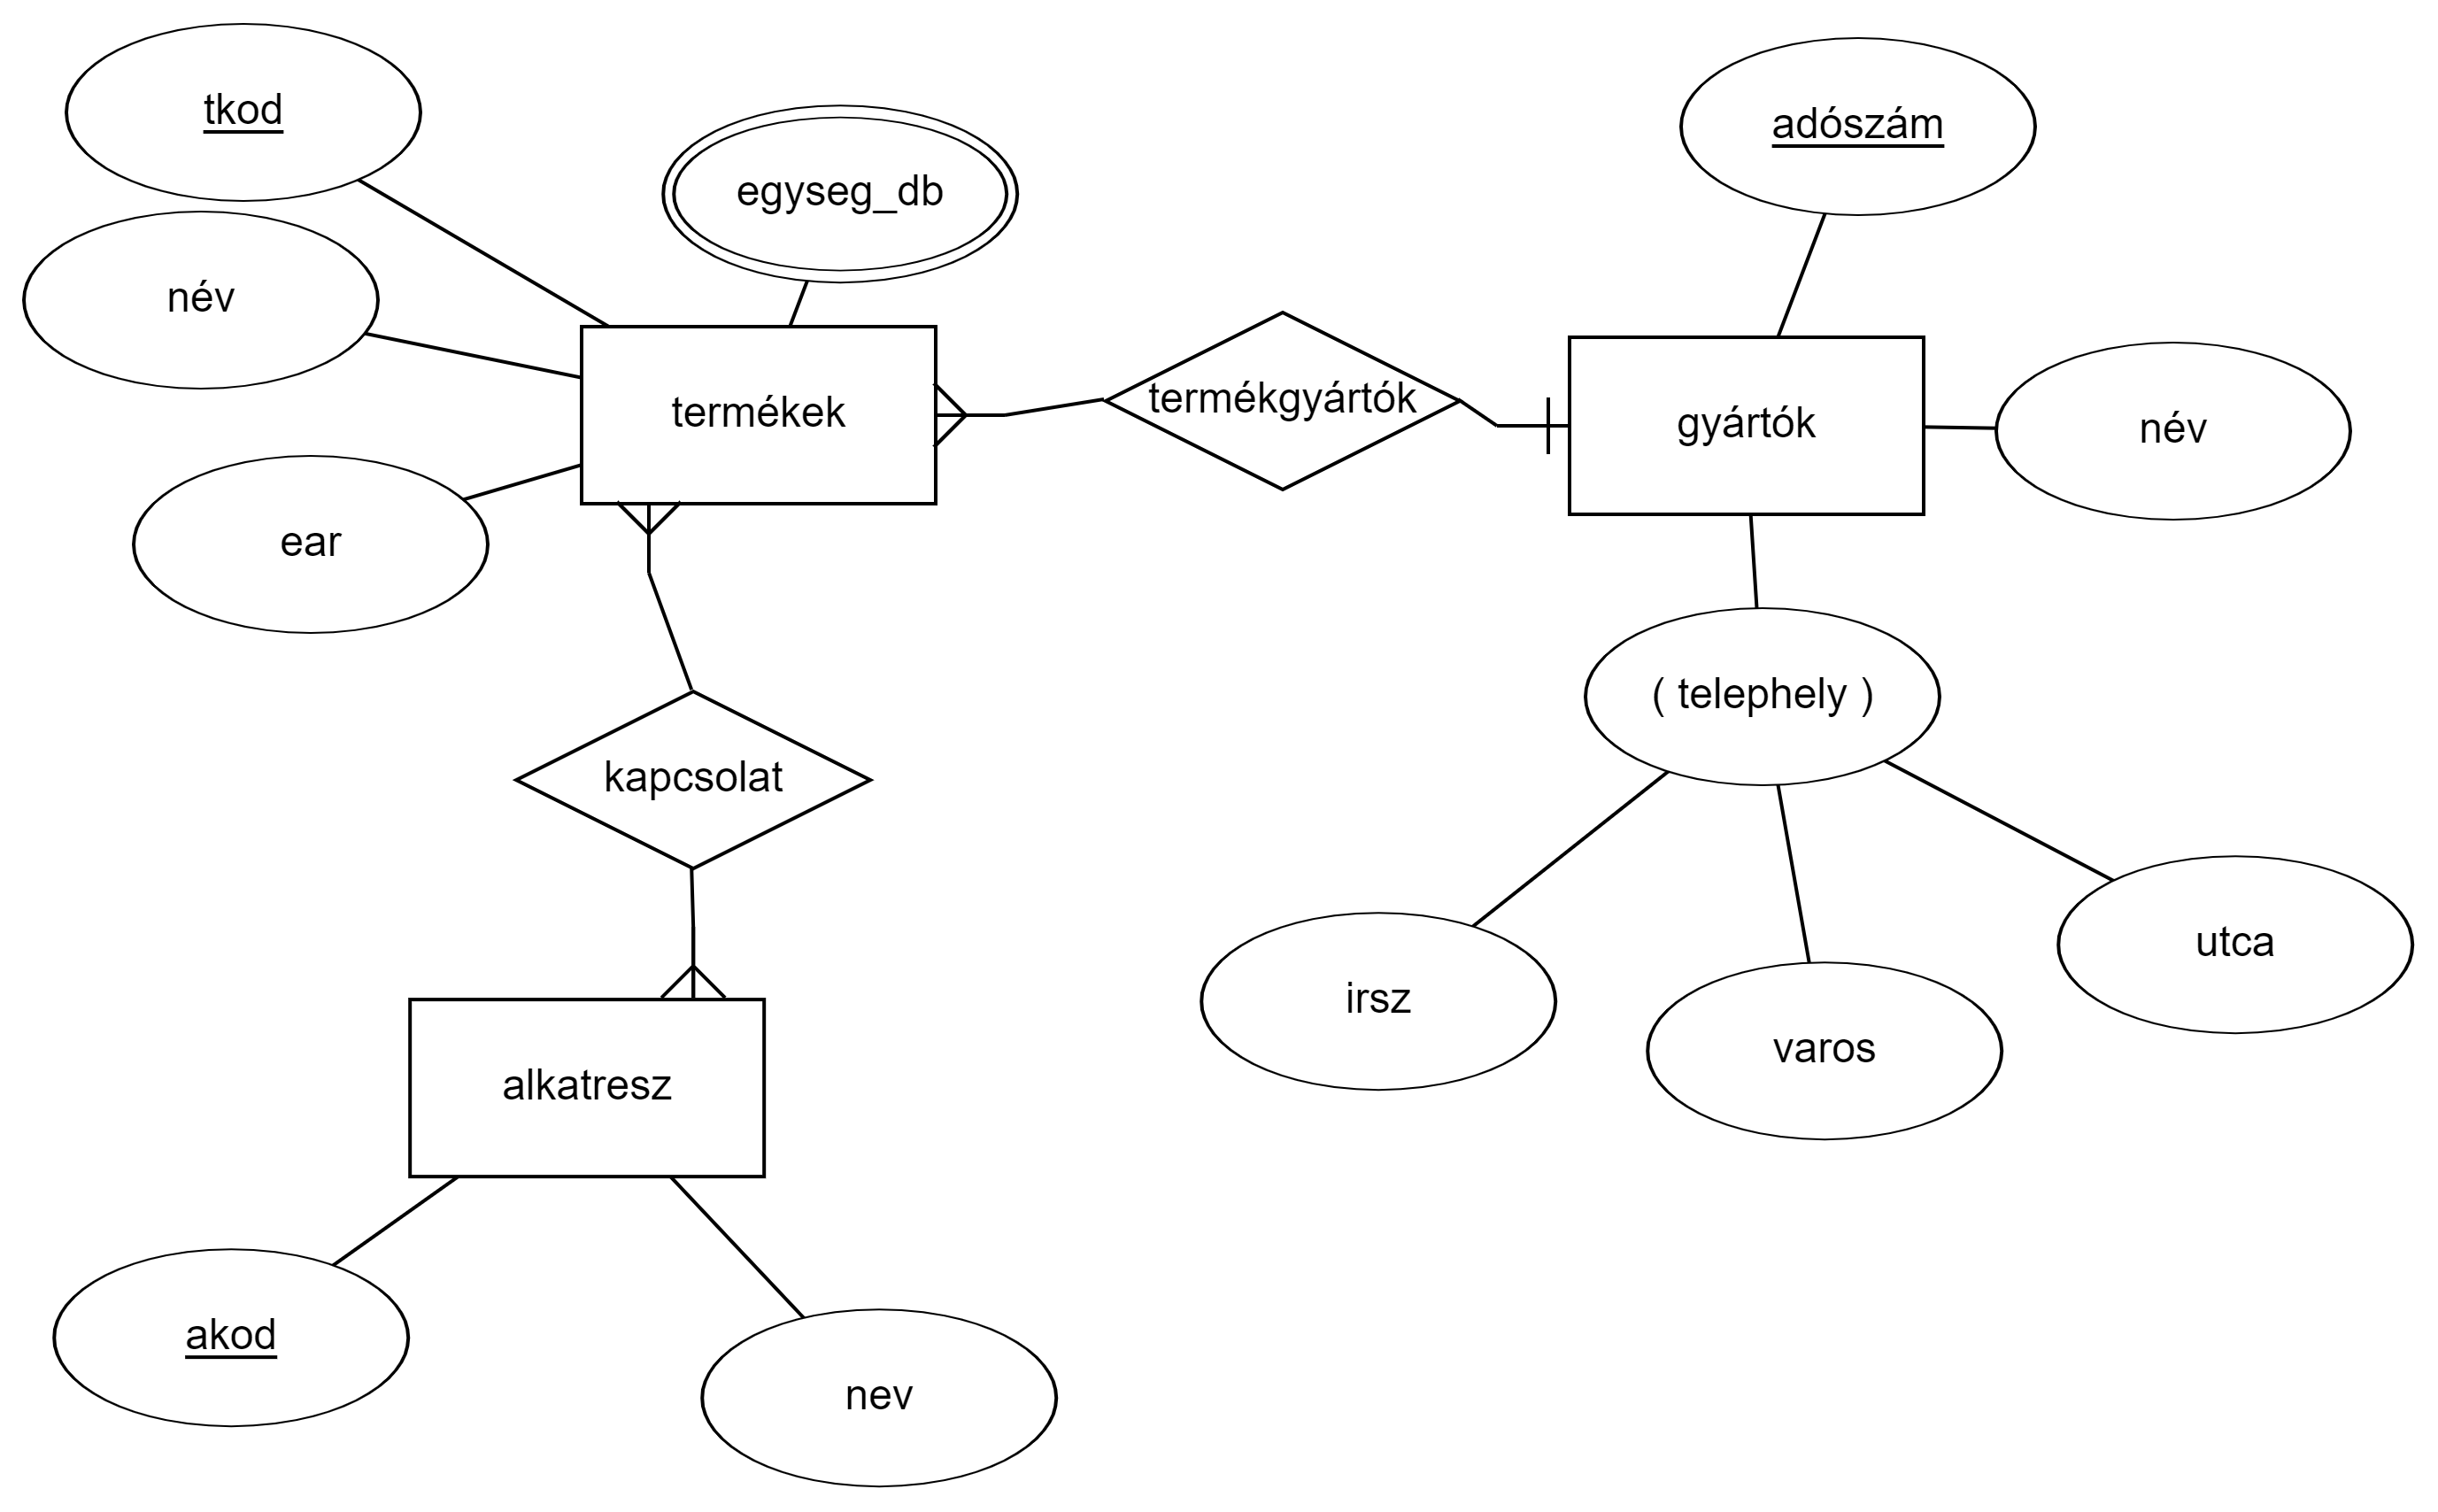 tkod
adószám
egyseg_db
név
termékek
termékgyártók
gyártók
név
ear
( telephely )
kapcsolat
irsz
varos
utca
alkatresz
akod
nev